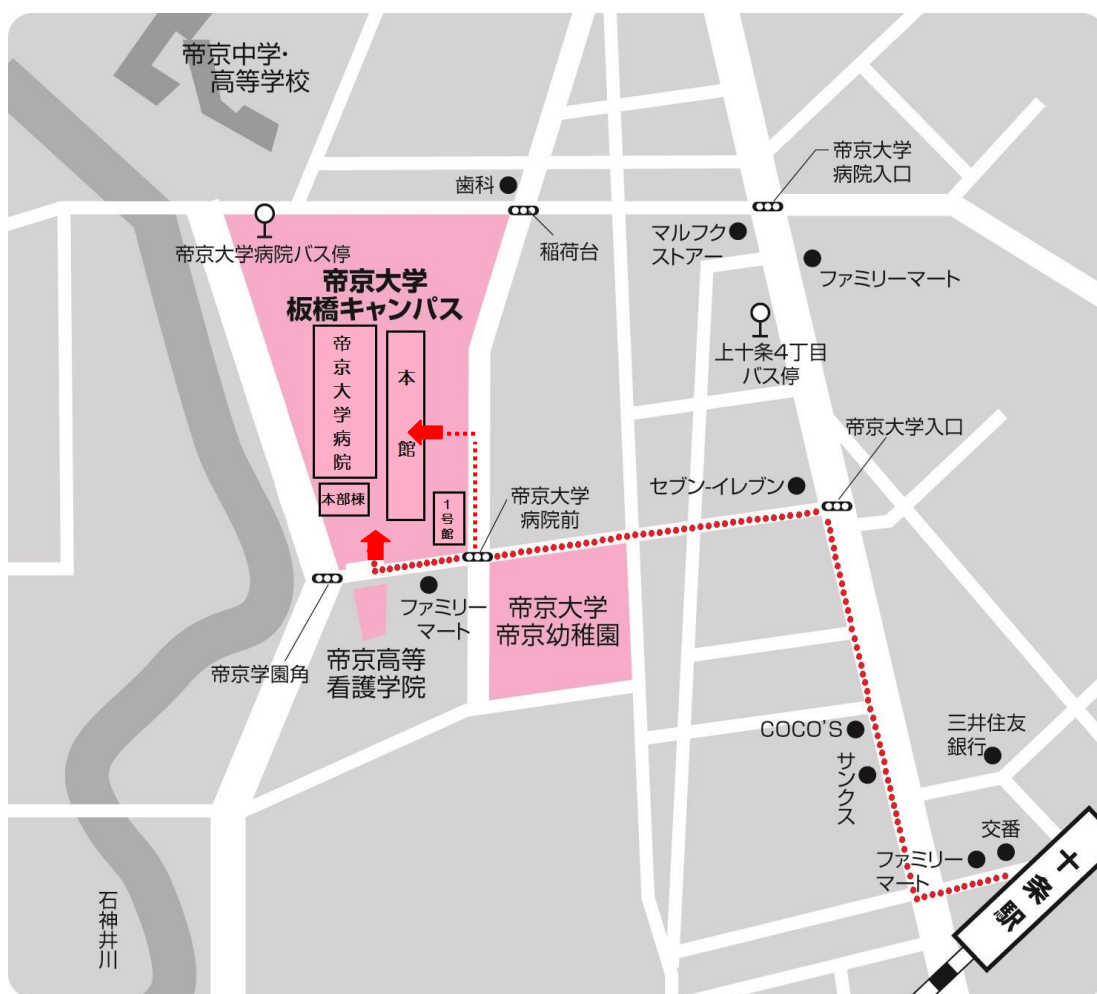 帝京中学・
高等学校
歯科
帝京大学
病院入口
帝京大学病院バス停
稲荷台
マルフク
ストアー
ファミリーマート
帝京大学
板橋キャンパス
帝京大学病院
本館
上十条4丁目
バス停
帝京大学入口
セブン-イレブン
本部棟
1号館
帝京大学
病院前
ファミリー
マート
帝京大学
帝京幼稚園
帝京学園角
帝京高等
看護学院
COCO'S
サンクス
三井住友
銀行
交番
ファミリー
マート
十条駅
石神井川